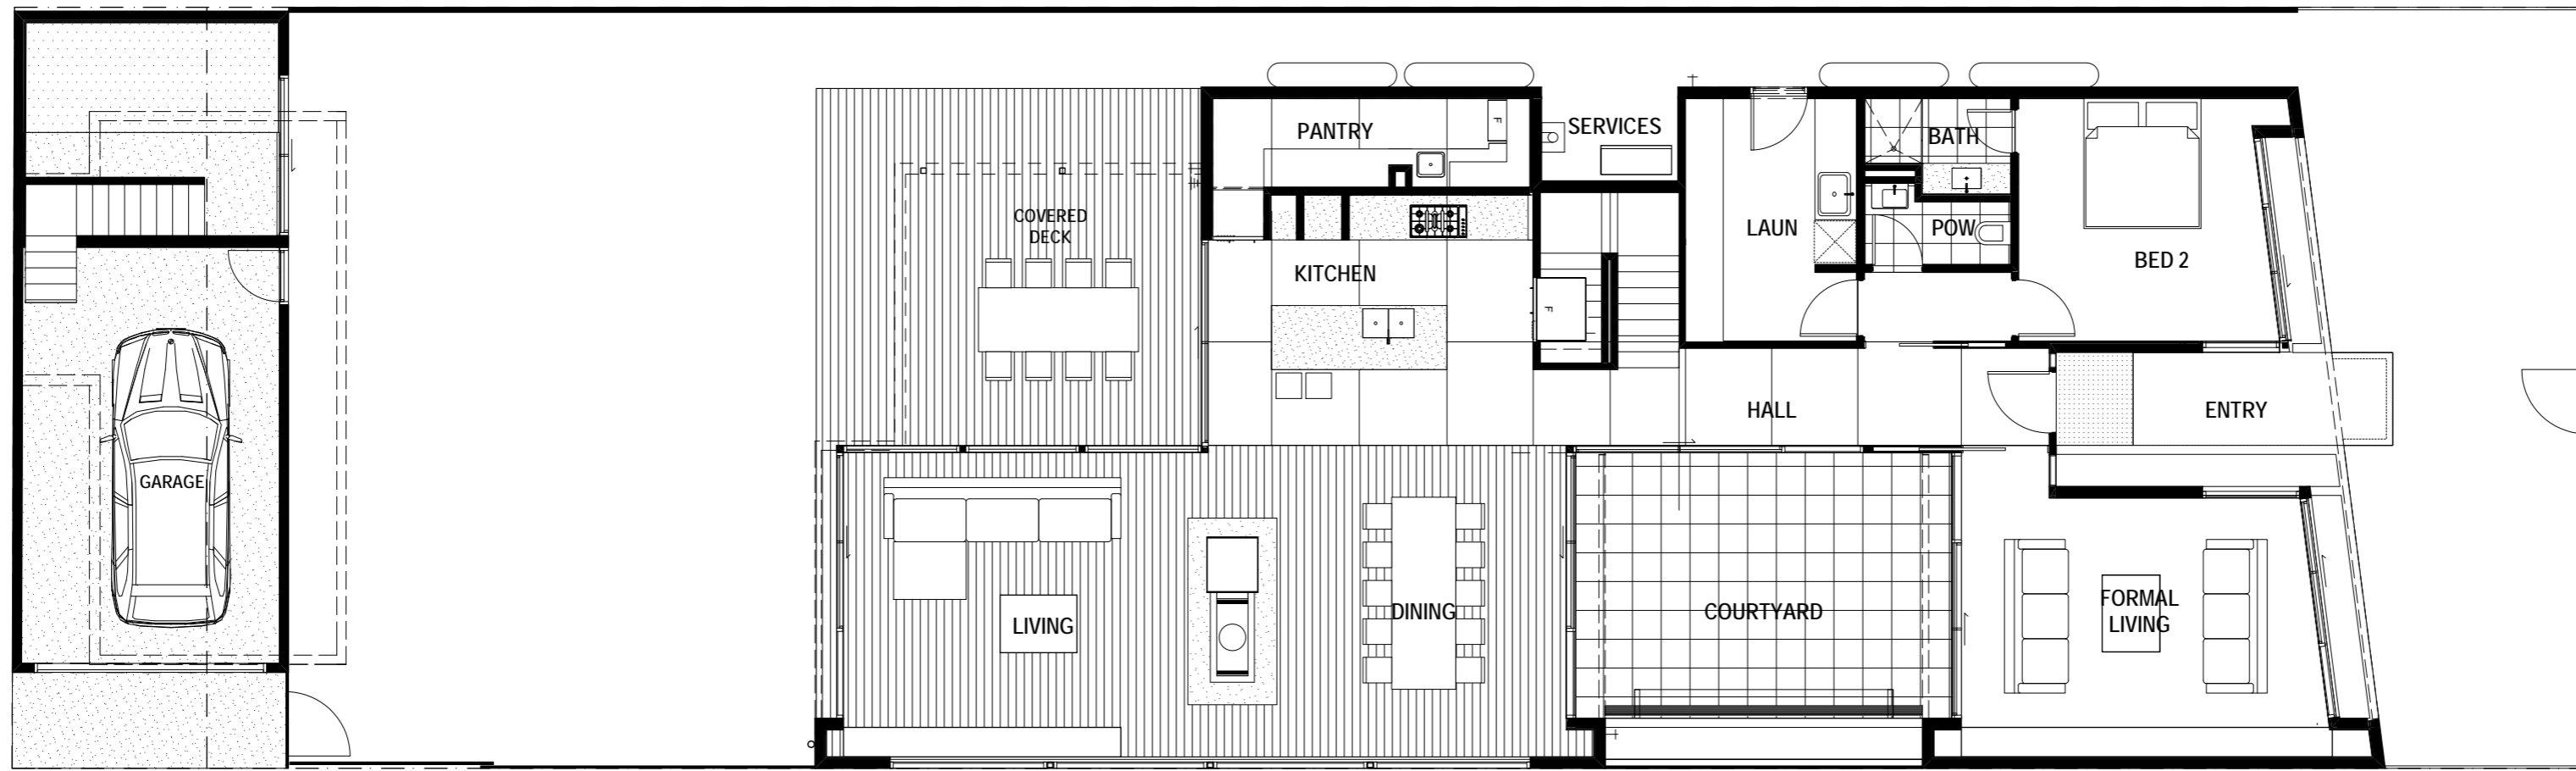 PANTRY
F
SERVICES
BATH
COVERED
DECK
LAUN
POW
KITCHEN
BED 2
F
HALL
ENTRY
GARAGE
LIVING
DINING
COURTYARD
FORMAL
LIVING